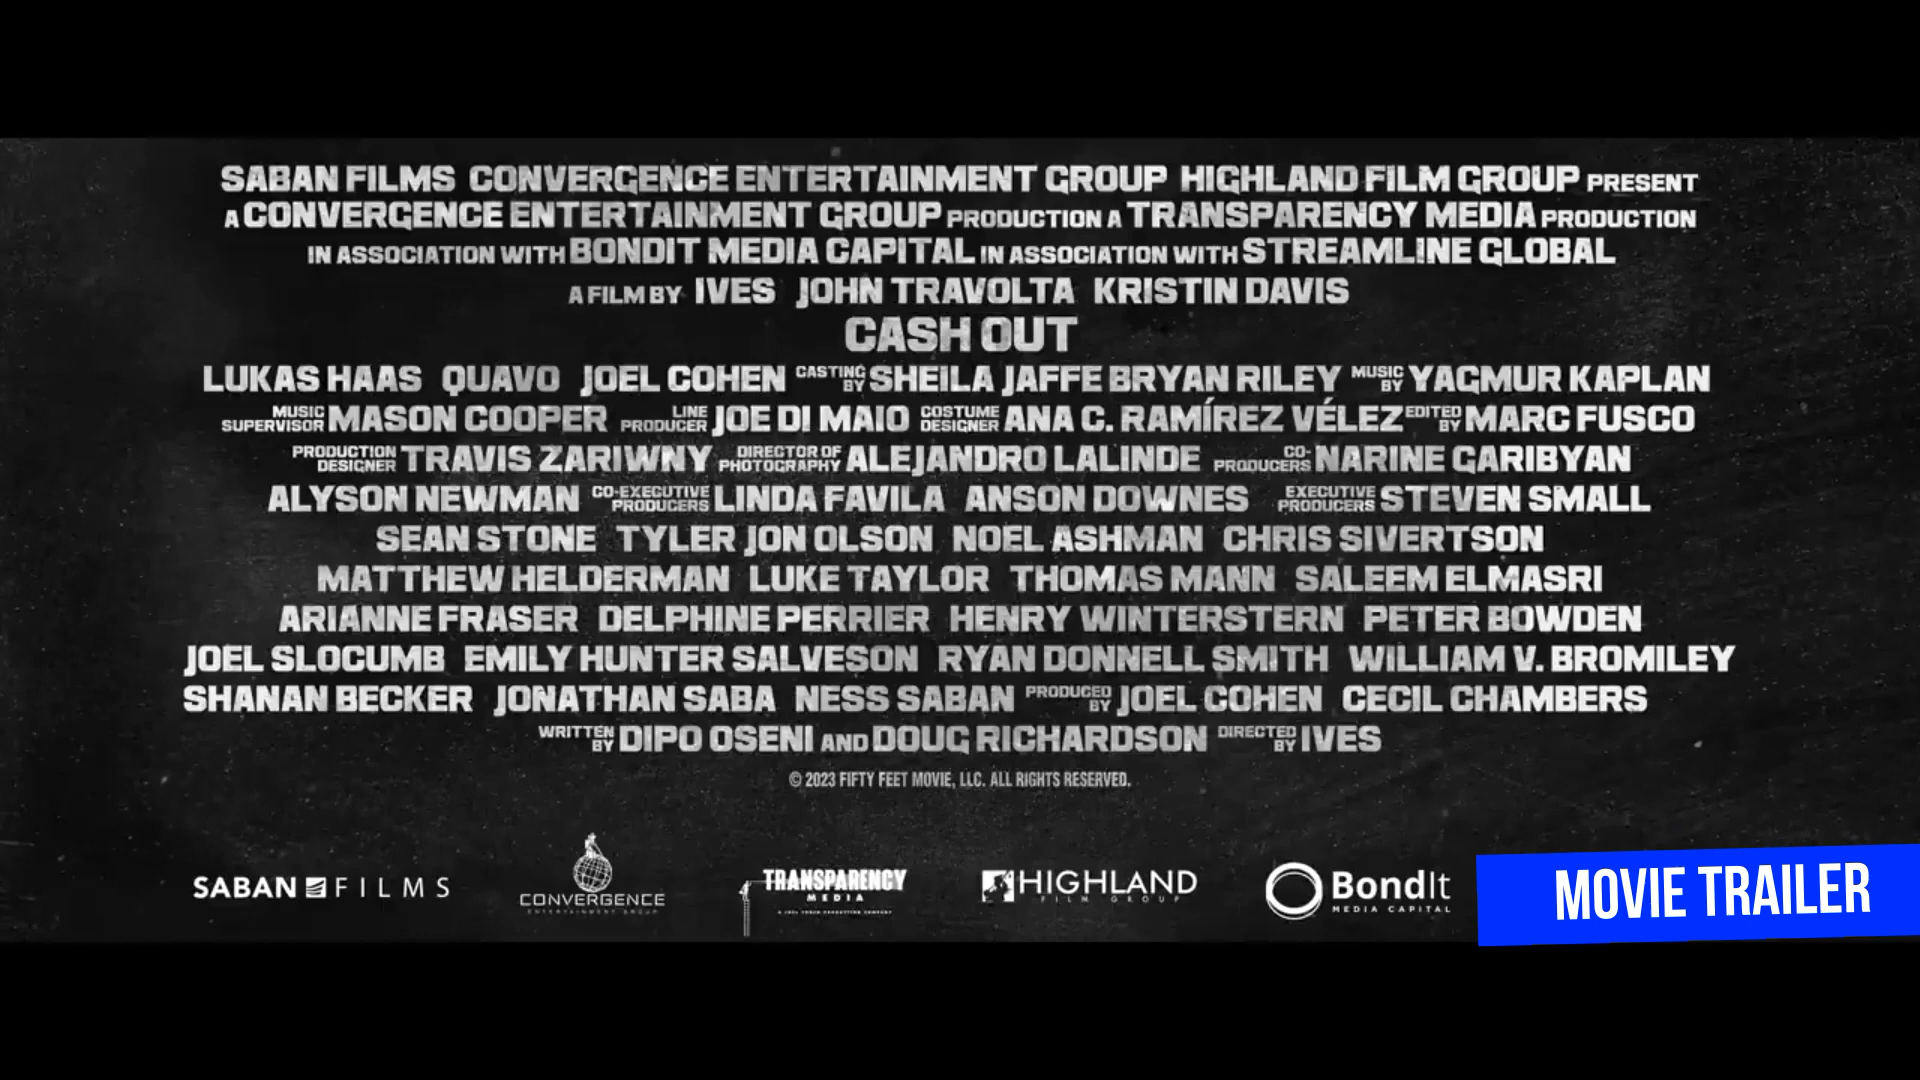 SABAN FILMS CONVERGENCE ENTERTAINMENT GROUP HIGHLAND FILM GROUP PRESENT
A CONVERGENCE ENTERTAINMENT GROUP PRODUCTION A TRANSPARENCY MEDIA PRODUCTION
IN ASSOCIATION WITH BONDIT MEDIA CAPITAL IN ASSOCIATION WITH STREAMLINE GLOBAL
A FILM BY IVES JOHN TRAVOLTA KRISTIN DAVIS
CASH OUT
LUKAS HAAS QUAVO JOEL COHEN CASTING BY SHEILA JAFFE BRYAN RILEY MUSIC BY YAGMUR KAPLAN
MUSIC SUPERVISOR MASON COOPER LINE PRODUCER JOE DI MAIO COSTUME DESIGNER ANA C. RAMÍREZ VÉLEZ EDITED BY MARC FUSCO
PRODUCTION DESIGNER TRAVIS ZARIWNY DIRECTOR OF PHOTOGRAPHY ALEJANDRO LALINDE CO-PRODUCERS NARINE GARIBYAN
ALYSON NEWMAN CO-EXECUTIVE PRODUCERS LINDA FAVILA ANSON DOWNES EXECUTIVE PRODUCERS STEVEN SMALL
SEAN STONE TYLER JON OLSON NOEL ASHMAN CHRIS SIVERTSON
MATTHEW HELDERMAN LUKE TAYLOR THOMAS MANN SALEEM ELMASRI
ARIANNE FRASER DELPHINE PERRIER HENRY WINTERSTERN PETER BOWDEN
JOEL SLOCUMB EMILY HUNTER SALVESON RYAN DONNELL SMITH WILLIAM V. BROMILEY
SHANAN BECKER JONATHAN SABA NESS SABAN PRODUCED BY JOEL COHEN CECIL CHAMBERS
WRITTEN BY DIPO OSENI AND DOUG RICHARDSON DIRECTED BY IVES
© 2023 FIFTY FEET MOVIE, LLC. ALL RIGHTS RESERVED.
SABAN FILMS
CONVERGENCE
ENTERTAINMENT GROUP
TRANSPARENCY
MEDIA
HIGHLAND
FILM GROUP
BondIt
MEDIA CAPITAL
MOVIE TRAILER